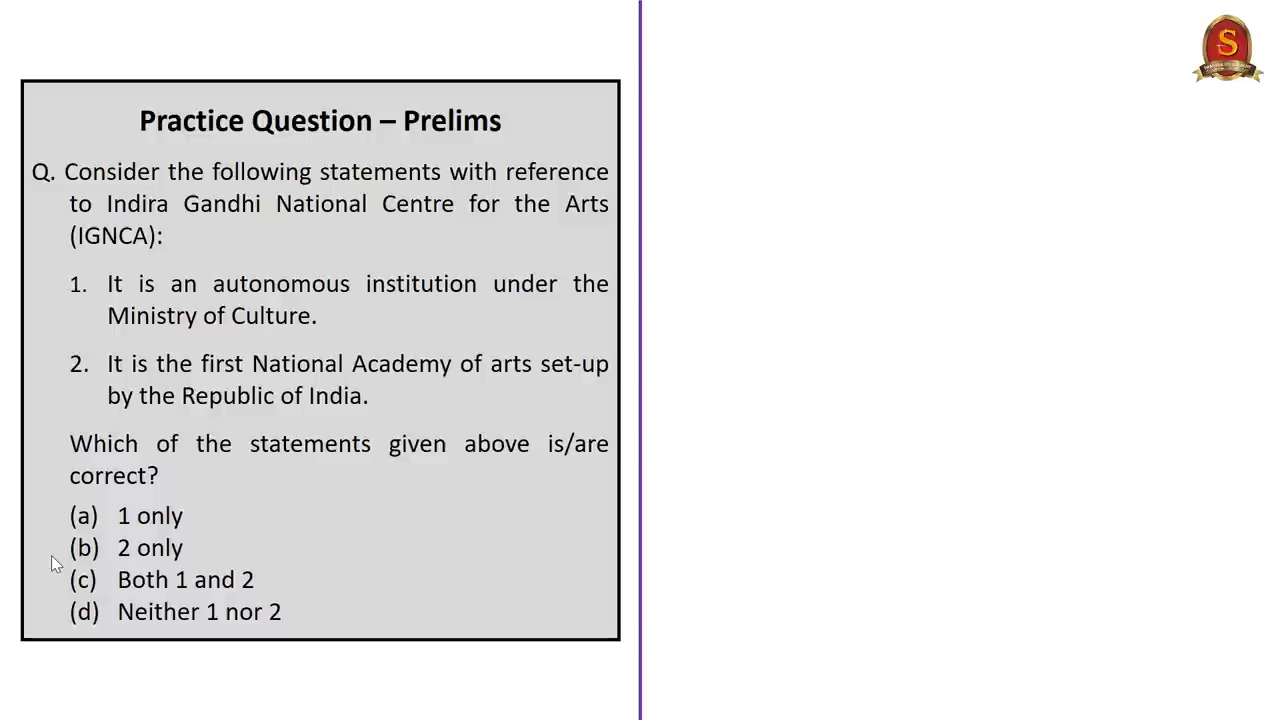 Practice Question – Prelims
Q. Consider the following statements with reference
to Indira Gandhi National Centre for the Arts
(IGNCA):
1. It is an autonomous institution under the
Ministry of Culture.
2. It is the first National Academy of arts set-up
by the Republic of India.
Which of the statements given above is/are
correct?
(a) 1 only
(b) 2 only
(c) Both 1 and 2
(d) Neither 1 nor 2
S